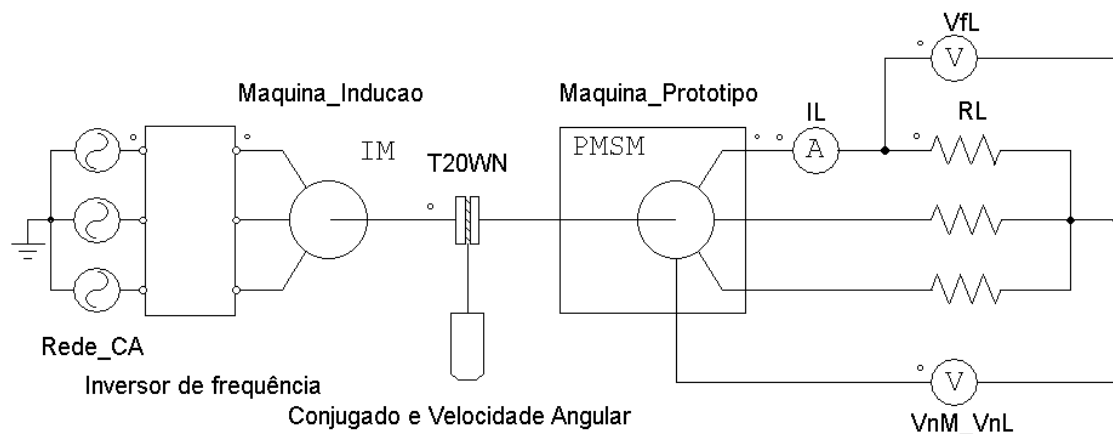 VfL
V
Maquina_Inducao
Maquina_Prototipo
IL
RL
IM
T20WN
PMSM
A
Rede_CA
Inversor de frequência
Conjugado e Velocidade Angular
V
VnM_VnL